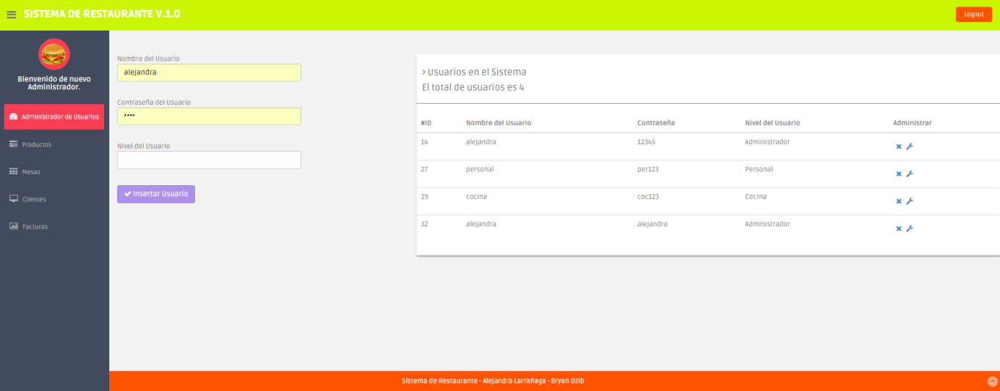 SISTEMA DE RESTAURANTE V.1.0
Logout
Bienvenido de nuevo
Administrador.
Administrador de Usuarios
Productos
Mesas
Clientes
Facturas
Nombre del Usuario
alejandra
Contraseña del Usuario
••••
Nivel del Usuario
Insertar Usuario
> Usuarios en el Sistema
El total de usuarios es 4
#ID Nombre del Usuario Contraseña Nivel del Usuario Administrar
14 alejandra 12345 Administrador
27 personal per123 Personal
29 cocina coc123 Cocina
32 alejandra alejandra Administrador
Sistema de Restaurante - Alejandra Larrañaga - Bryan Dzib